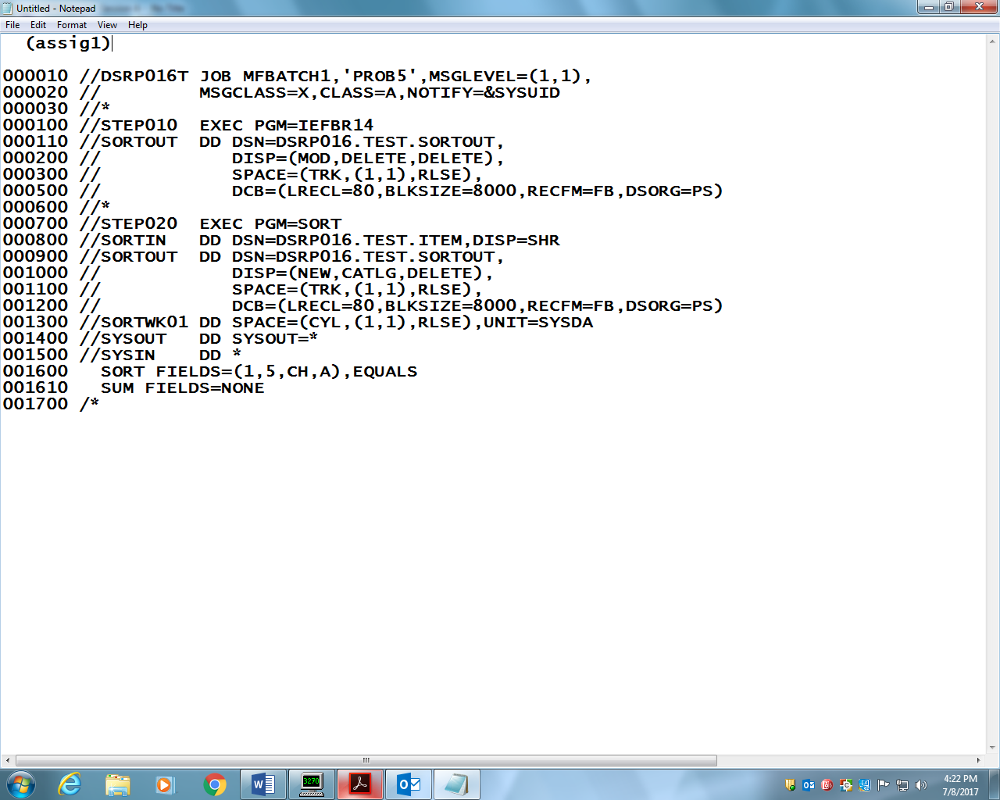 Untitled - Notepad
File Edit Format View Help
(assig1)
000010 //DSRP016T JOB MFBATCH1,'PROB5',MSGLEVEL=(1,1),
000020 //         MSGCLASS=X,CLASS=A,NOTIFY=&SYSUID
000030 //*
000100 //STEP010  EXEC PGM=IEFBR14
000110 //SORTOUT  DD DSN=DSRP016.TEST.SORTOUT,
000200 //            DISP=(MOD,DELETE,DELETE),
000300 //            SPACE=(TRK,(1,1),RLSE),
000500 //            DCB=(LRECL=80,BLKSIZE=8000,RECFM=FB,DSORG=PS)
000600 //*
000700 //STEP020  EXEC PGM=SORT
000800 //SORTIN   DD DSN=DSRP016.TEST.ITEM,DISP=SHR
000900 //SORTOUT  DD DSN=DSRP016.TEST.SORTOUT,
001000 //            DISP=(NEW,CATLG,DELETE),
001100 //            SPACE=(TRK,(1,1),RLSE),
001200 //            DCB=(LRECL=80,BLKSIZE=8000,RECFM=FB,DSORG=PS)
001300 //SORTWK01 DD SPACE=(CYL,(1,1),RLSE),UNIT=SYSDA
001400 //SYSOUT   DD SYSOUT=*
001500 //SYSIN    DD *
001600   SORT FIELDS=(1,5,CH,A),EQUALS
001610   SUM FIELDS=NONE
001700 /*
3270
4:22 PM
7/8/2017